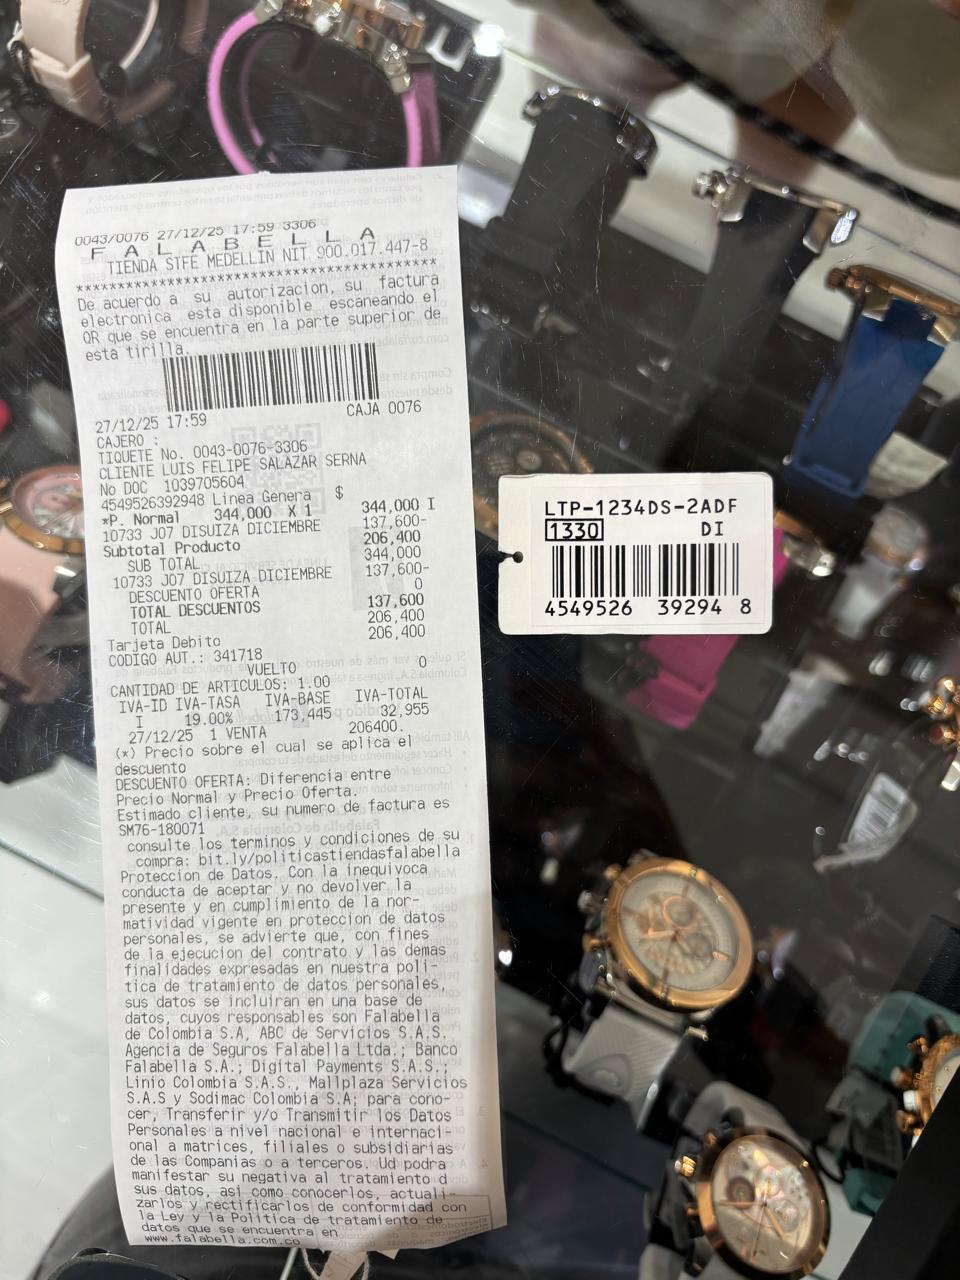 0043/0076 27/12/25 17:59 3306
F A L A B E L L A
TIENDA STFE MEDELLIN NIT 900.017.447-8
****************************************
De acuerdo a su autorizacion, su factura
electronica esta disponible escaneando el
QR que se encuentra en la parte superior de
esta tirilla.
27/12/25 17:59 CAJA 0076
CAJERO :
TIQUETE No. 0043-0076-3306
CLIENTE LUIS FELIPE SALAZAR SERNA
No DOC 1039705604
4549526392948 Linea Genera $
*P. Normal 344,000 X 1 344,000 I
10733 J07 DISUIZA DICIEMBRE 137,600-
Subtotal Producto 206,400
SUB TOTAL 344,000
10733 J07 DISUIZA DICIEMBRE 137,600-
DESCUENTO OFERTA 0
TOTAL DESCUENTOS 137,600
TOTAL 206,400
Tarjeta Debito 206,400
CODIGO AUT.: 341718
VUELTO 0
CANTIDAD DE ARTICULOS: 1.00
IVA-ID IVA-TASA IVA-BASE IVA-TOTAL
I 19.00% 173,445 32,955
27/12/25 1 VENTA 206400.
(*) Precio sobre el cual se aplica el
descuento
DESCUENTO OFERTA: Diferencia entre
Precio Normal y Precio Oferta.
Estimado cliente, su numero de factura es
SM76-180071
consulte los terminos y condiciones de su
compra: bit.ly/politicastiendasfalabella
Proteccion de Datos. Con la inequivoca
conducta de aceptar y no devolver la
presente y en cumplimiento de la nor-
matividad vigente en proteccion de datos
personales, se advierte que, con fines
de la ejecucion del contrato y las demas
finalidades expresadas en nuestra poli-
tica de tratamiento de datos personales,
sus datos se incluiran en una base de
datos, cuyos responsables son Falabella
de Colombia S.A, ABC de Servicios S.A.S.
Agencia de Seguros Falabella Ltda.; Banco
Falabella S.A.; Digital Payments S.A.S.;
Linio Colombia S.A.S., Mallplaza Servicios
S.A.S y Sodimac Colombia S.A; para cono-
cer, Transferir y/o Transmitir los Datos
Personales a nivel nacional e internaci-
onal a matrices, filiales o subsidiarias
de las Companias o a terceros. Ud podra
manifestar su negativa al tratamiento d
sus datos, asi como conocerlos, actuali-
zarlos y rectificarlos de conformidad con
la Ley y la Politica de tratamiento de
datos que se encuentra en
www.falabella.com.co
LTP-1234DS-2ADF
1330 DI
4549526 39294 8